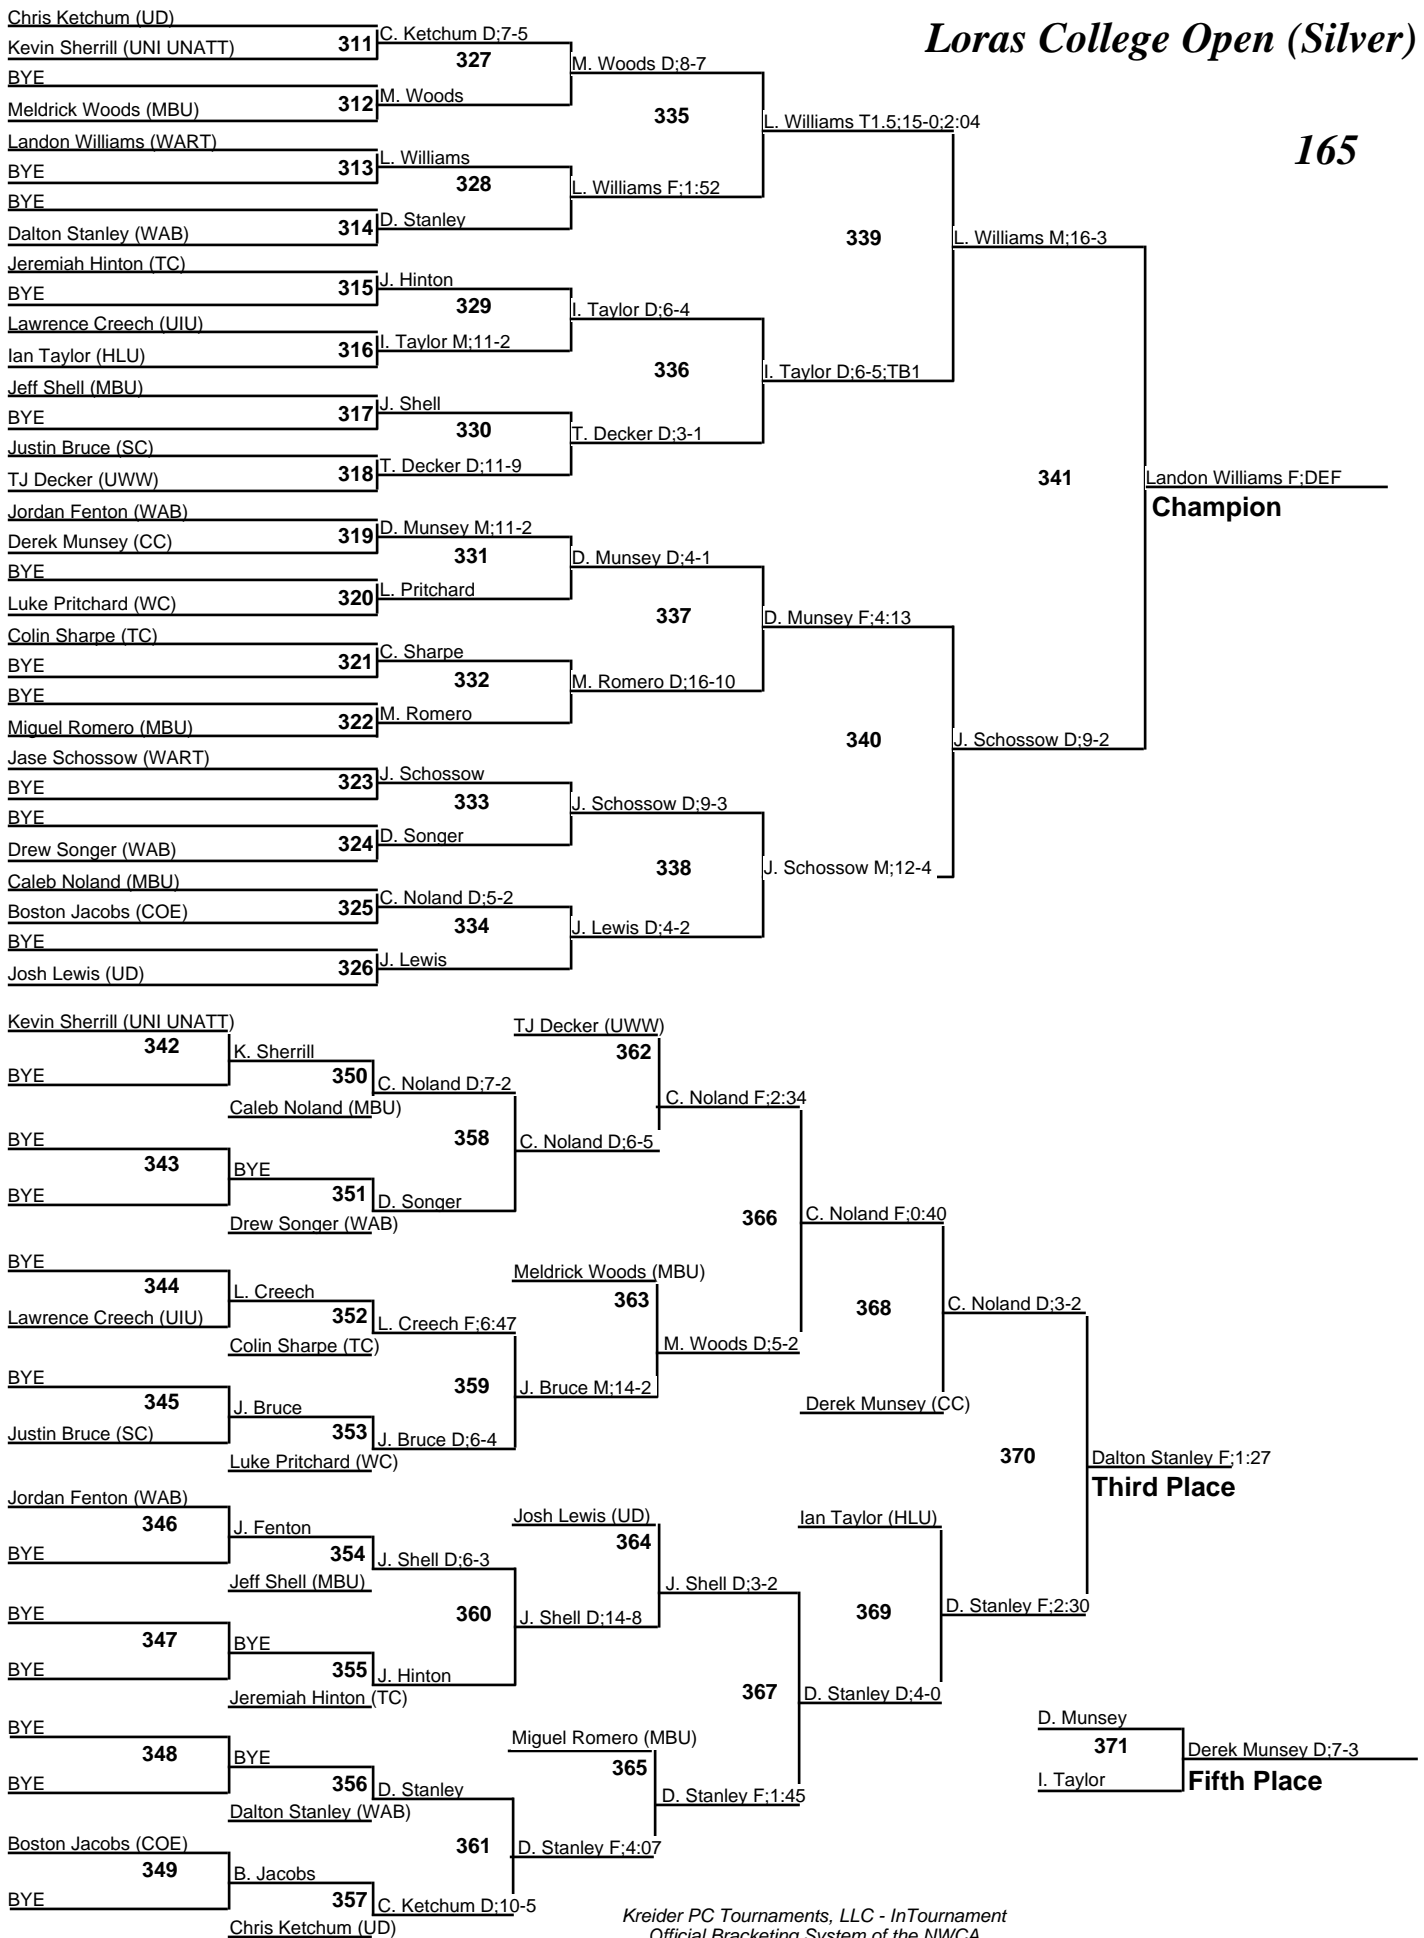 Loras College Open (Silver)
165
Chris Ketchum (UD)
Kevin Sherrill (UNI UNATT)
311
C. Ketchum D;7-5
BYE
Meldrick Woods (MBU)
312
M. Woods
327
M. Woods D;8-7
Landon Williams (WART)
BYE
313
L. Williams
BYE
Dalton Stanley (WAB)
314
D. Stanley
328
L. Williams F;1:52
335
L. Williams T1.5;15-0;2:04
Jeremiah Hinton (TC)
BYE
315
J. Hinton
Lawrence Creech (UIU)
Ian Taylor (HLU)
316
I. Taylor M;11-2
329
I. Taylor D;6-4
Jeff Shell (MBU)
BYE
317
J. Shell
Justin Bruce (SC)
TJ Decker (UWW)
318
T. Decker D;11-9
330
T. Decker D;3-1
336
I. Taylor D;6-5;TB1
339
L. Williams M;16-3
Jordan Fenton (WAB)
Derek Munsey (CC)
319
D. Munsey M;11-2
BYE
Luke Pritchard (WC)
320
L. Pritchard
331
D. Munsey D;4-1
Colin Sharpe (TC)
BYE
321
C. Sharpe
BYE
Miguel Romero (MBU)
322
M. Romero
332
M. Romero D;16-10
337
D. Munsey F;4:13
Jase Schossow (WART)
BYE
323
J. Schossow
BYE
Drew Songer (WAB)
324
D. Songer
333
J. Schossow D;9-3
Caleb Noland (MBU)
Boston Jacobs (COE)
325
C. Noland D;5-2
BYE
Josh Lewis (UD)
326
J. Lewis
334
J. Lewis D;4-2
338
J. Schossow M;12-4
340
J. Schossow D;9-2
341
Landon Williams F;DEF
Champion
Kevin Sherrill (UNI UNATT)
342
BYE
K. Sherrill
350
Caleb Noland (MBU)
C. Noland D;7-2
BYE
343
BYE
BYE
351
Drew Songer (WAB)
D. Songer
358
C. Noland D;6-5
TJ Decker (UWW)
362
C. Noland F;2:34
BYE
344
Lawrence Creech (UIU)
L. Creech
352
Colin Sharpe (TC)
L. Creech F;6:47
BYE
345
Justin Bruce (SC)
J. Bruce
353
Luke Pritchard (WC)
J. Bruce D;6-4
359
J. Bruce M;14-2
Meldrick Woods (MBU)
363
M. Woods D;5-2
366
C. Noland F;0:40
368
Derek Munsey (CC)
C. Noland D;3-2
Jordan Fenton (WAB)
346
BYE
J. Fenton
354
Jeff Shell (MBU)
J. Shell D;6-3
BYE
347
BYE
BYE
355
Jeremiah Hinton (TC)
J. Hinton
360
J. Shell D;14-8
Josh Lewis (UD)
364
J. Shell D;3-2
BYE
348
BYE
BYE
356
Dalton Stanley (WAB)
D. Stanley
Boston Jacobs (COE)
349
BYE
B. Jacobs
357
Chris Ketchum (UD)
C. Ketchum D;10-5
361
D. Stanley F;4:07
Miguel Romero (MBU)
365
D. Stanley F;1:45
367
D. Stanley D;4-0
Ian Taylor (HLU)
369
D. Stanley F;2:30
370
Dalton Stanley F;1:27
Third Place
D. Munsey
371
I. Taylor
Derek Munsey D;7-3
Fifth Place
Kreider PC Tournaments, LLC - InTournament
Official Bracketing System of the NWCA